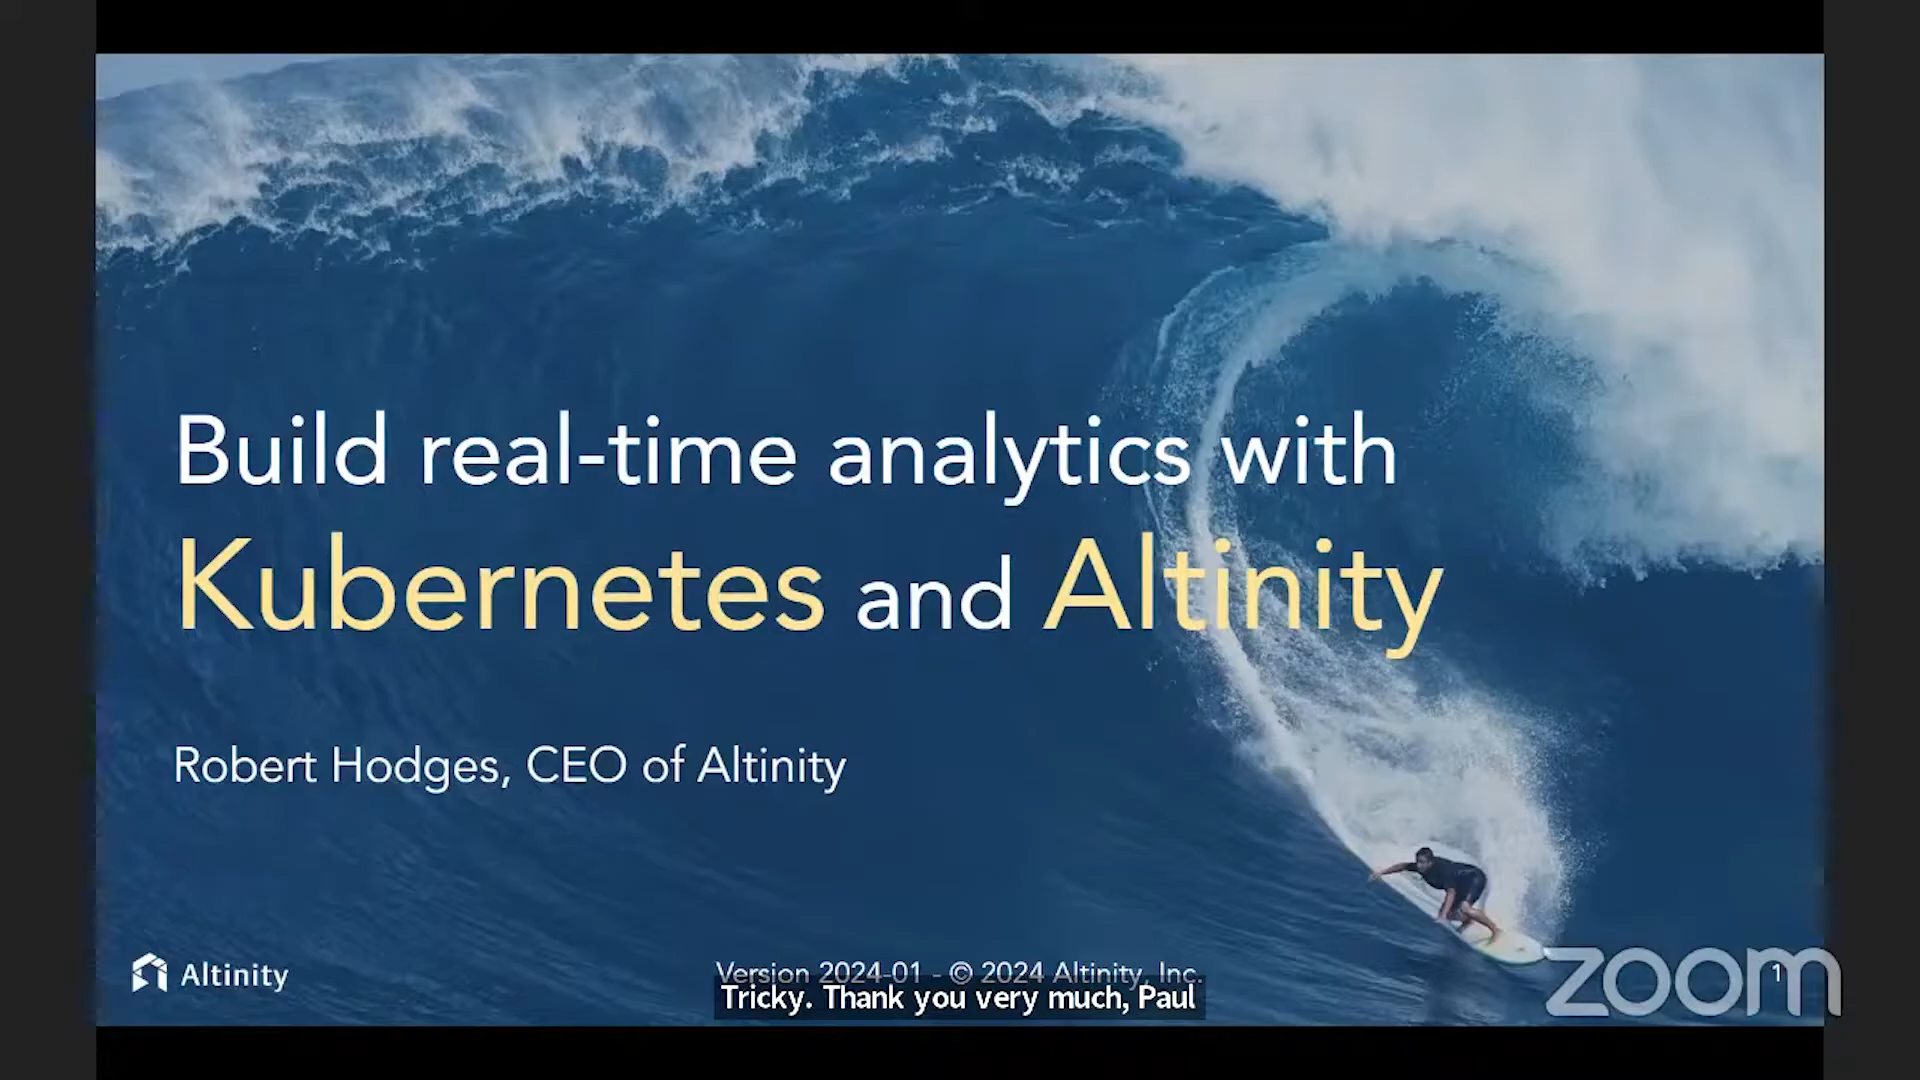 Build real-time analytics with
Kubernetes and Altinity
Robert Hodges, CEO of Altinity
Altinity
Version 2024-01 - © 2024 Altinity, Inc.
1
Tricky. Thank you very much, Paul
zoom